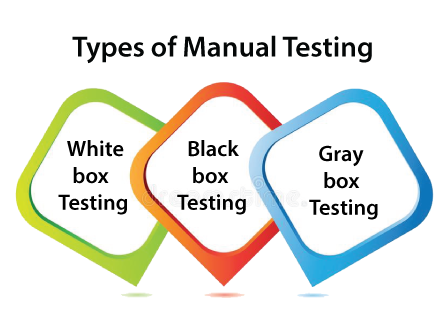 Types of Manual Testing
White
box
Testing
Black
box
Testing
Gray
box
Testing